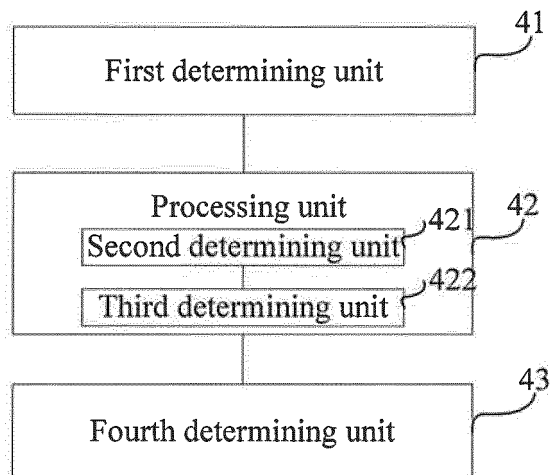 41
First determining unit
Processing unit
421
42
Second determining unit
422
Third determining unit
43
Fourth determining unit